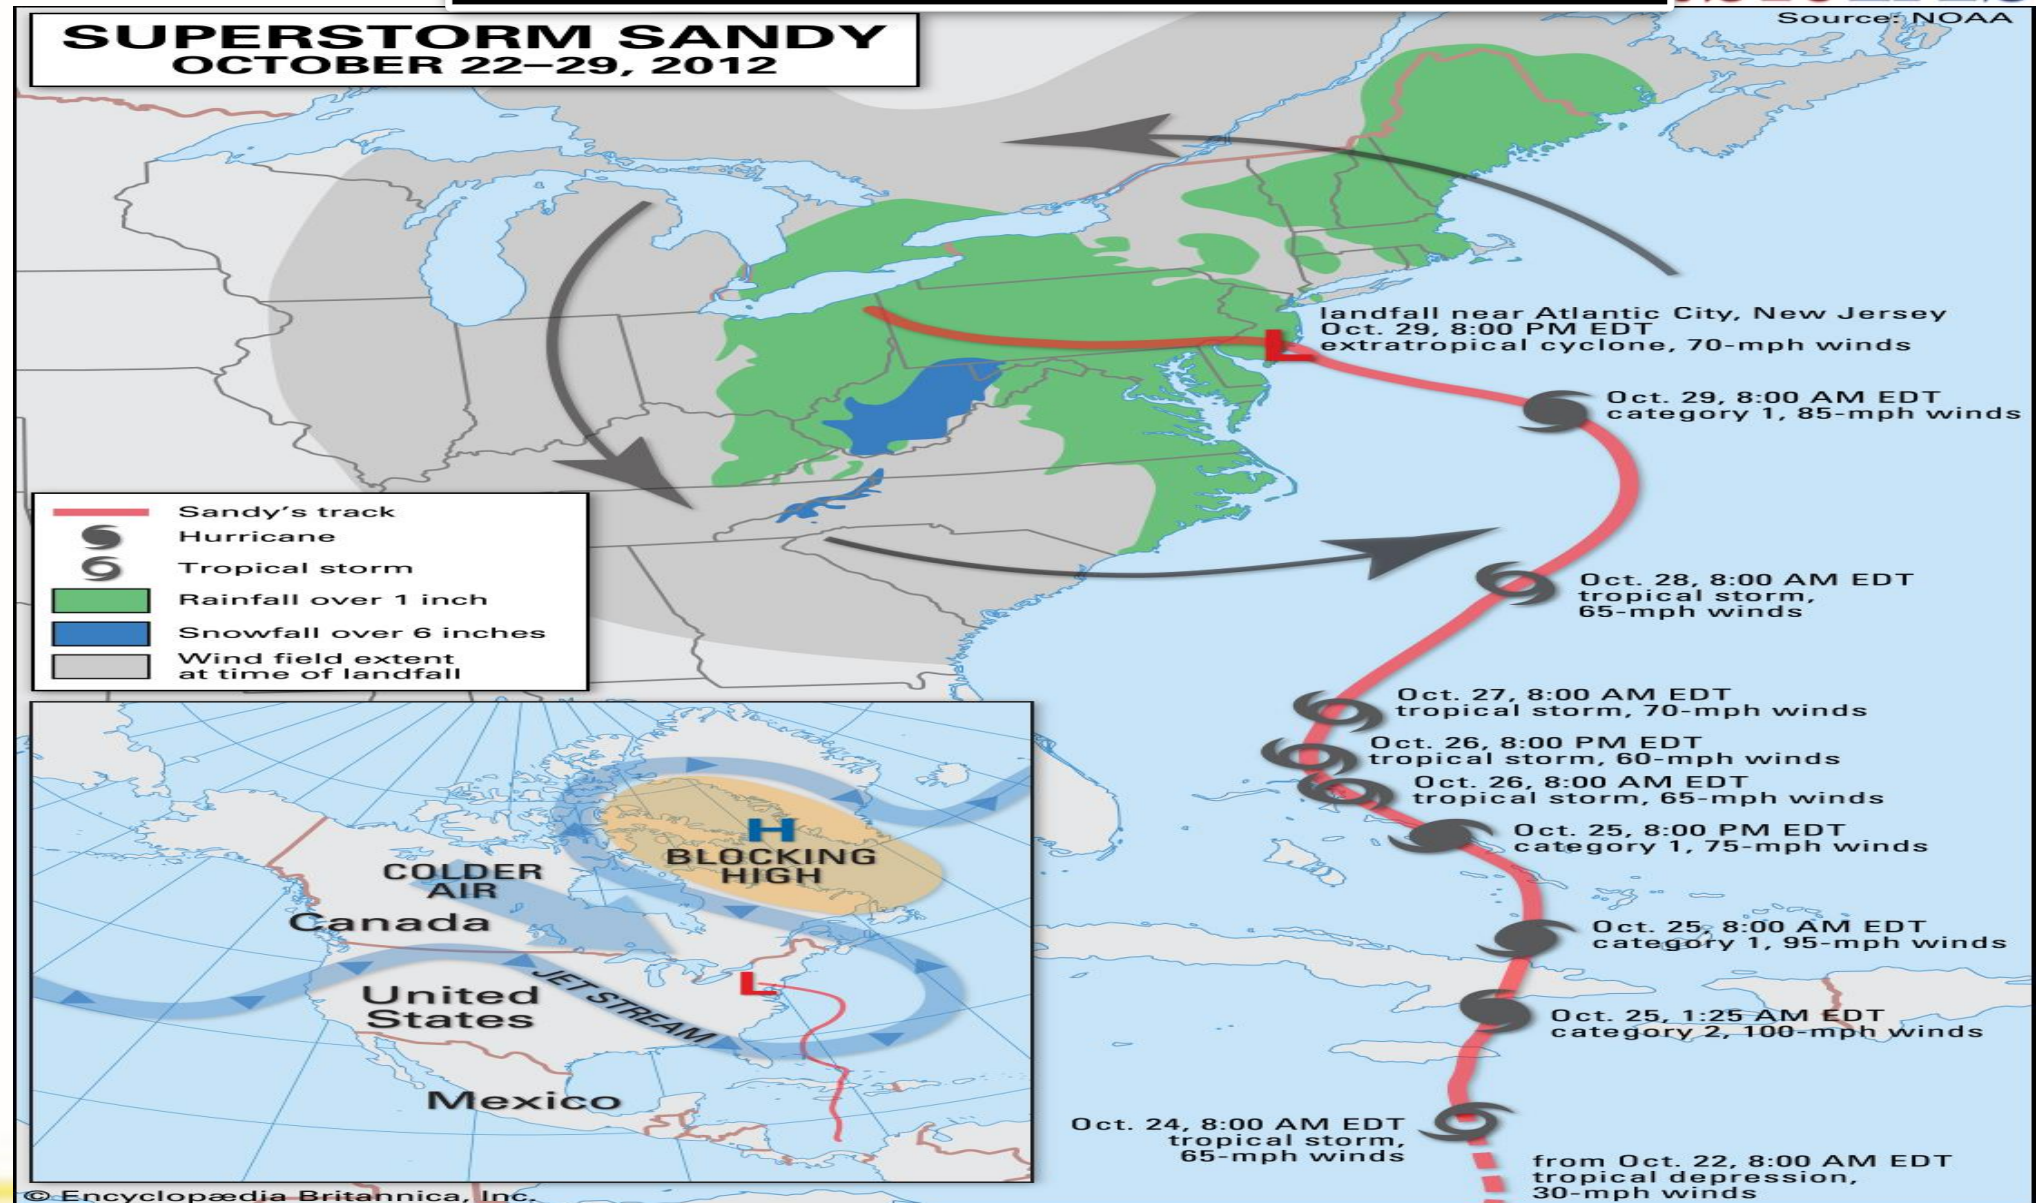 SUPERSTORM SANDY
OCTOBER 22–29, 2012
Source: NOAA
landfall near Atlantic City, New Jersey
Oct. 29, 8:00 PM EDT
extratropical cyclone, 70-mph winds
Oct. 29, 8:00 AM EDT
category 1, 85-mph winds
Sandy's track
Hurricane
Tropical storm
Rainfall over 1 inch
Snowfall over 6 inches
Wind field extent
at time of landfall
L
Oct. 28, 8:00 AM EDT
tropical storm,
65-mph winds
Oct. 27, 8:00 AM EDT
tropical storm, 70-mph winds
Oct. 26, 8:00 PM EDT
tropical storm, 60-mph winds
Oct. 26, 8:00 AM EDT
tropical storm, 65-mph winds
Oct. 25, 8:00 PM EDT
category 1, 75-mph winds
Oct. 25, 8:00 AM EDT
category 1, 95-mph winds
Oct. 25, 1:25 AM EDT
category 2, 100-mph winds
Oct. 24, 8:00 AM EDT
tropical storm,
65-mph winds
from Oct. 22, 8:00 AM EDT
tropical depression,
30-mph winds
H
BLOCKING
HIGH
COLDER
AIR
Canada
L
JET STREAM
United
States
Mexico
© Encyclopædia Britannica, Inc.